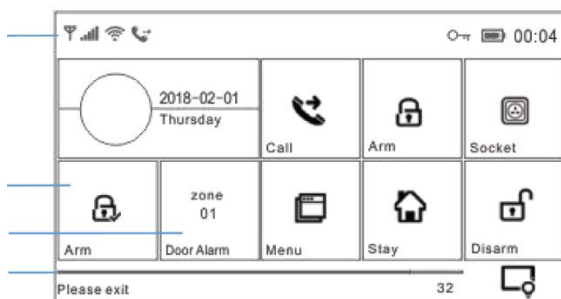 00:04
2018-02-01
Thursday
Call
Arm
Socket
zone
01
Arm
Door Alarm
Menu
Stay
Disarm
Please exit
32